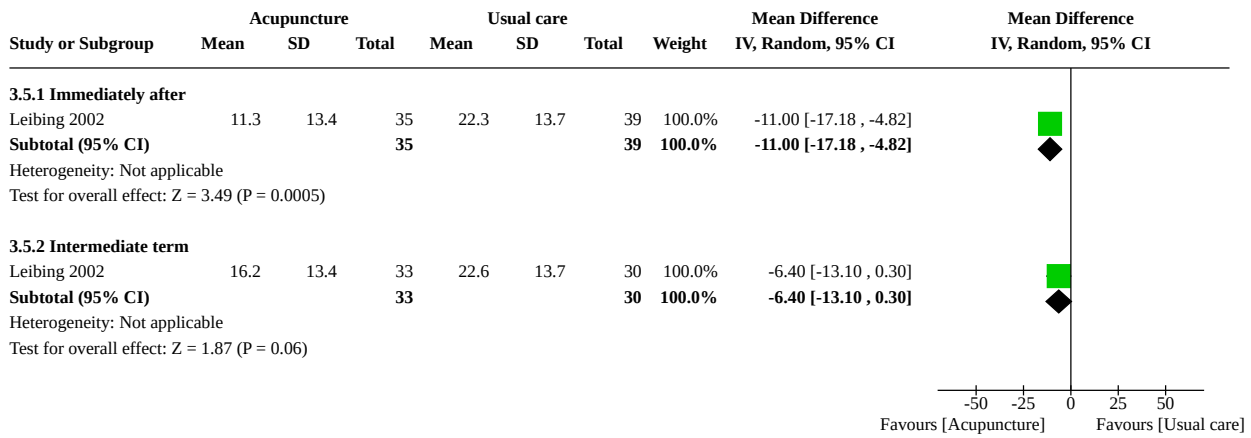 Acupuncture Usual care Mean Difference Mean Difference
Study or Subgroup Mean SD Total Mean SD Total Weight IV, Random, 95% CI IV, Random, 95% CI
3.5.1 Immediately after
Leibing 2002 11.3 13.4 35 22.3 13.7 39 100.0% -11.00 [-17.18 , -4.82]
Subtotal (95% CI) 35 39 100.0% -11.00 [-17.18 , -4.82]
Heterogeneity: Not applicable
Test for overall effect: Z = 3.49 (P = 0.0005)
3.5.2 Intermediate term
Leibing 2002 16.2 13.4 33 22.6 13.7 30 100.0% -6.40 [-13.10 , 0.30]
Subtotal (95% CI) 33 30 100.0% -6.40 [-13.10 , 0.30]
Heterogeneity: Not applicable
Test for overall effect: Z = 1.87 (P = 0.06)
-50 -25 0 25 50
Favours [Acupuncture] Favours [Usual care]